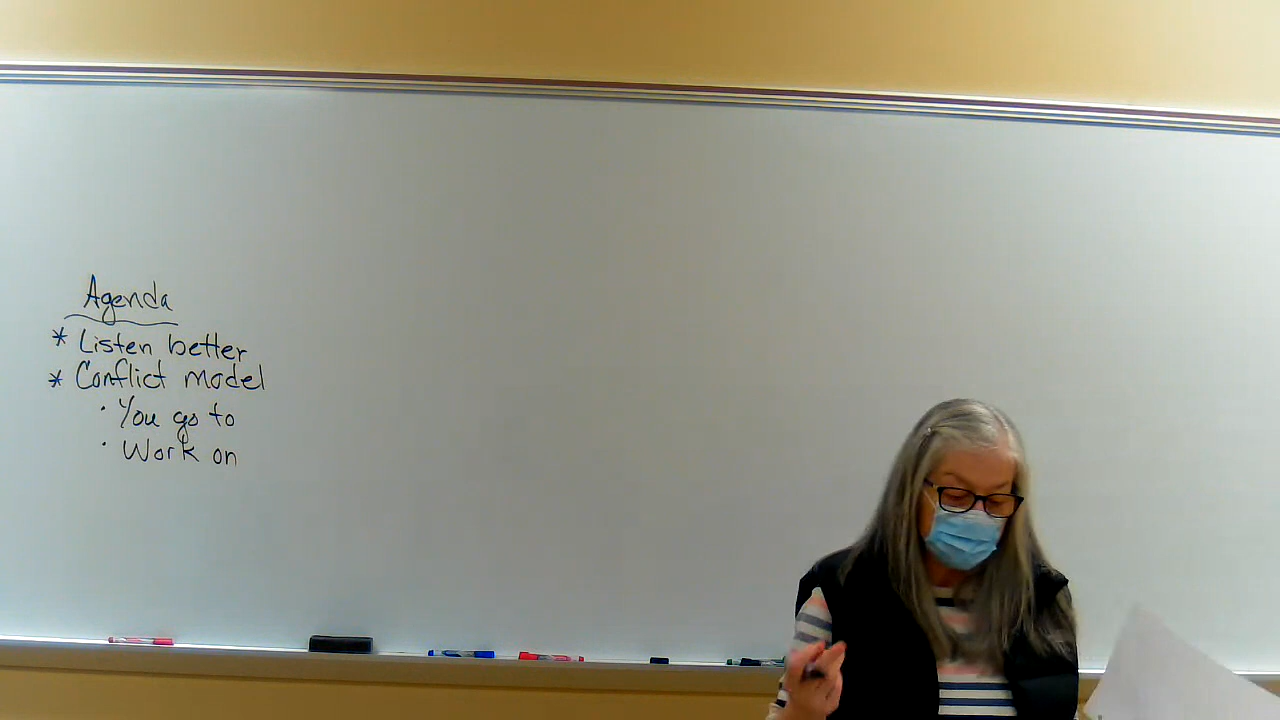 Agenda
* Listen better
* Conflict model
· You go to
· Work on